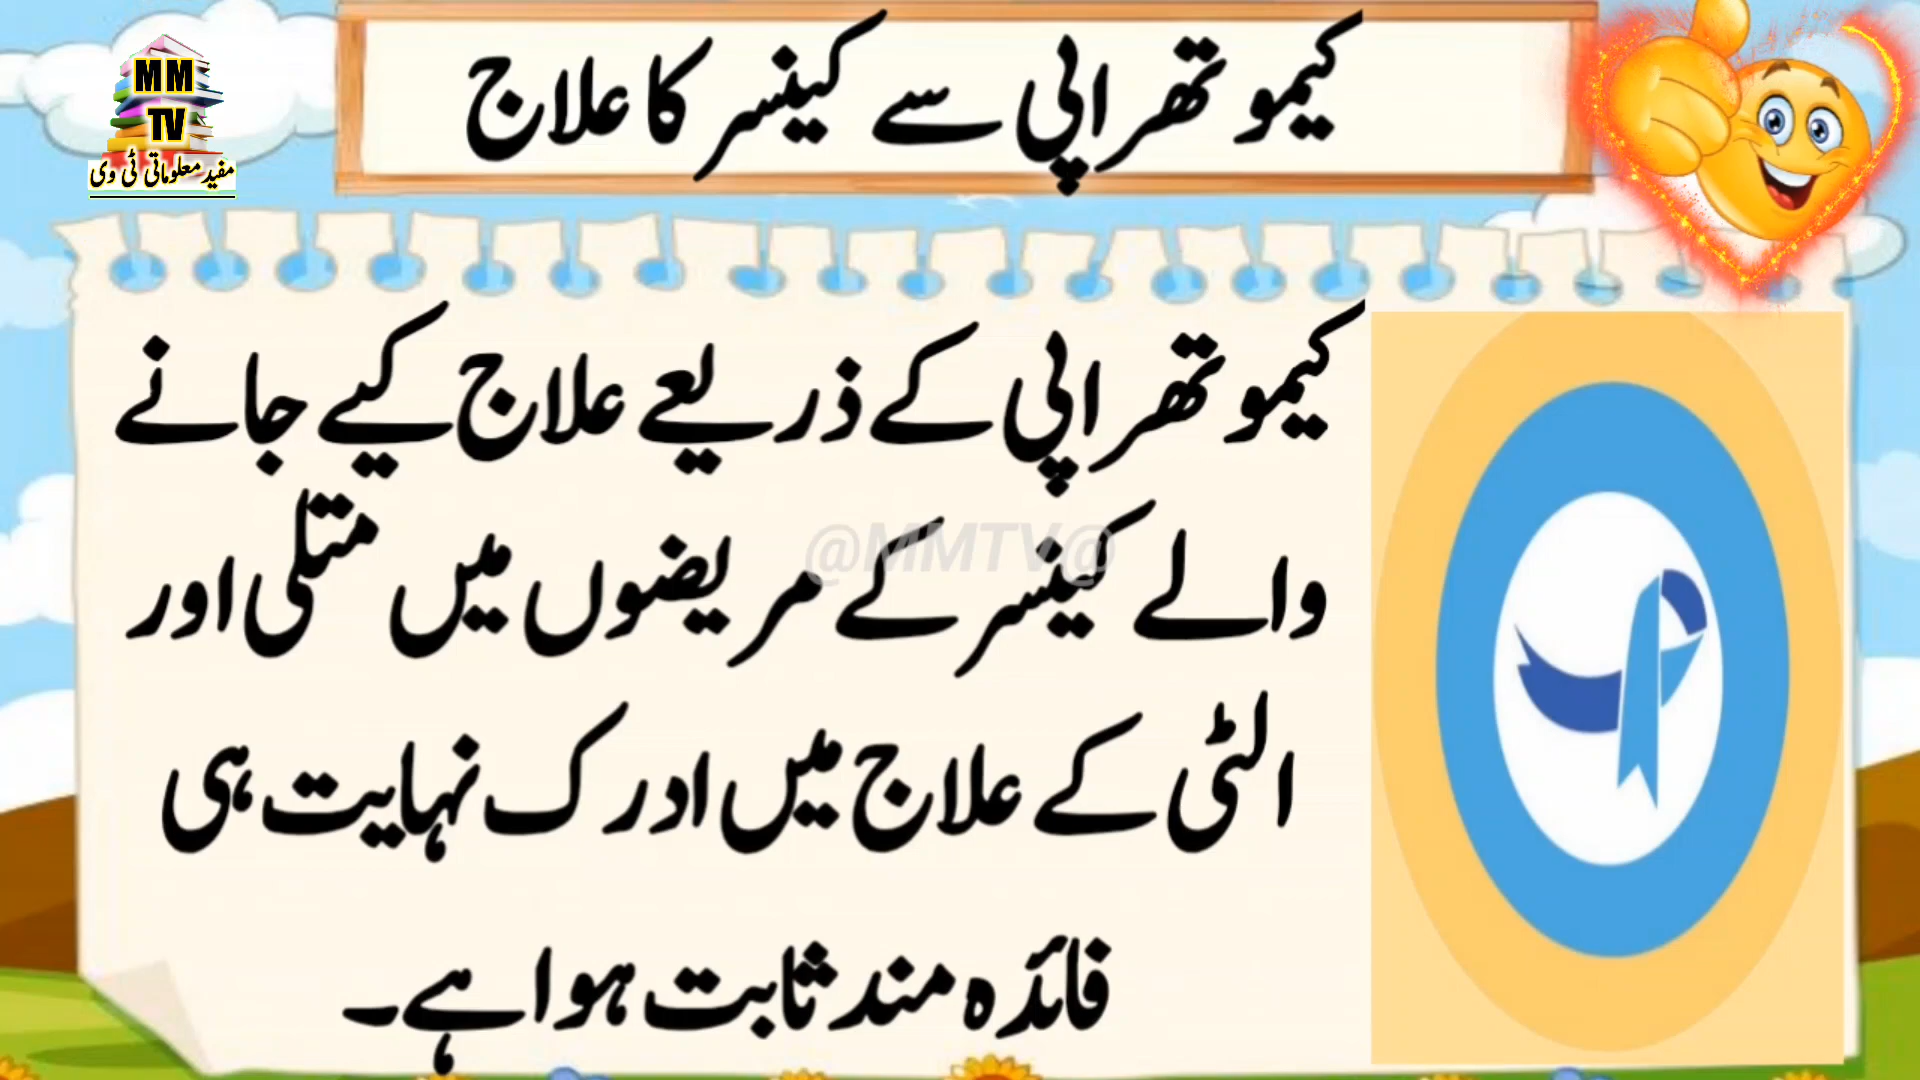 MM
TV
مفید معلوماتی ٹی وی
کیموتھراپی سے کینسر کا علاج
کیموتھراپی کے ذریعے علاج کیے جانے
والے کینسر کے مریضوں میں متلی اور
@MMTV@
الٹی کے علاج میں ادرک نہایت ہی
فائدہ مند ثابت ہوا ہے۔